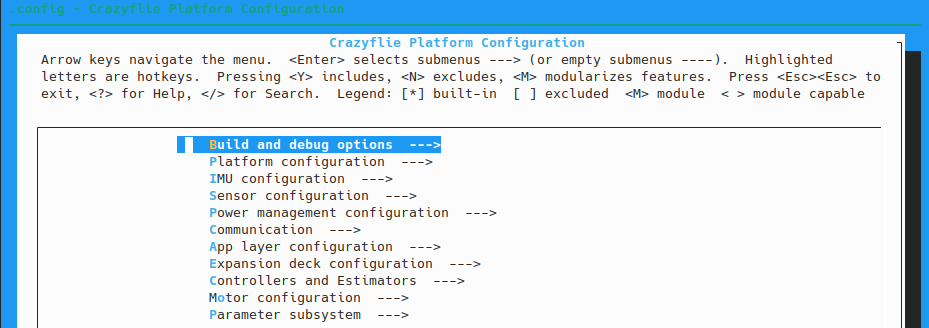 .config - Crazyflie Platform Configuration
Crazyflie Platform Configuration
Arrow keys navigate the menu.  <Enter> selects submenus ---> (or empty submenus ----).  Highlighted
letters are hotkeys.  Pressing <Y> includes, <N> excludes, <M> modularizes features.  Press <Esc><Esc> to
exit, <?> for Help, </> for Search.  Legend: [*] built-in  [ ] excluded  <M> module  < > module capable
Build and debug options  --->
Platform configuration  --->
IMU configuration  --->
Sensor configuration  --->
Power management configuration  --->
Communication  --->
App layer configuration  --->
Expansion deck configuration  --->
Controllers and Estimators  --->
Motor configuration  --->
Parameter subsystem  --->